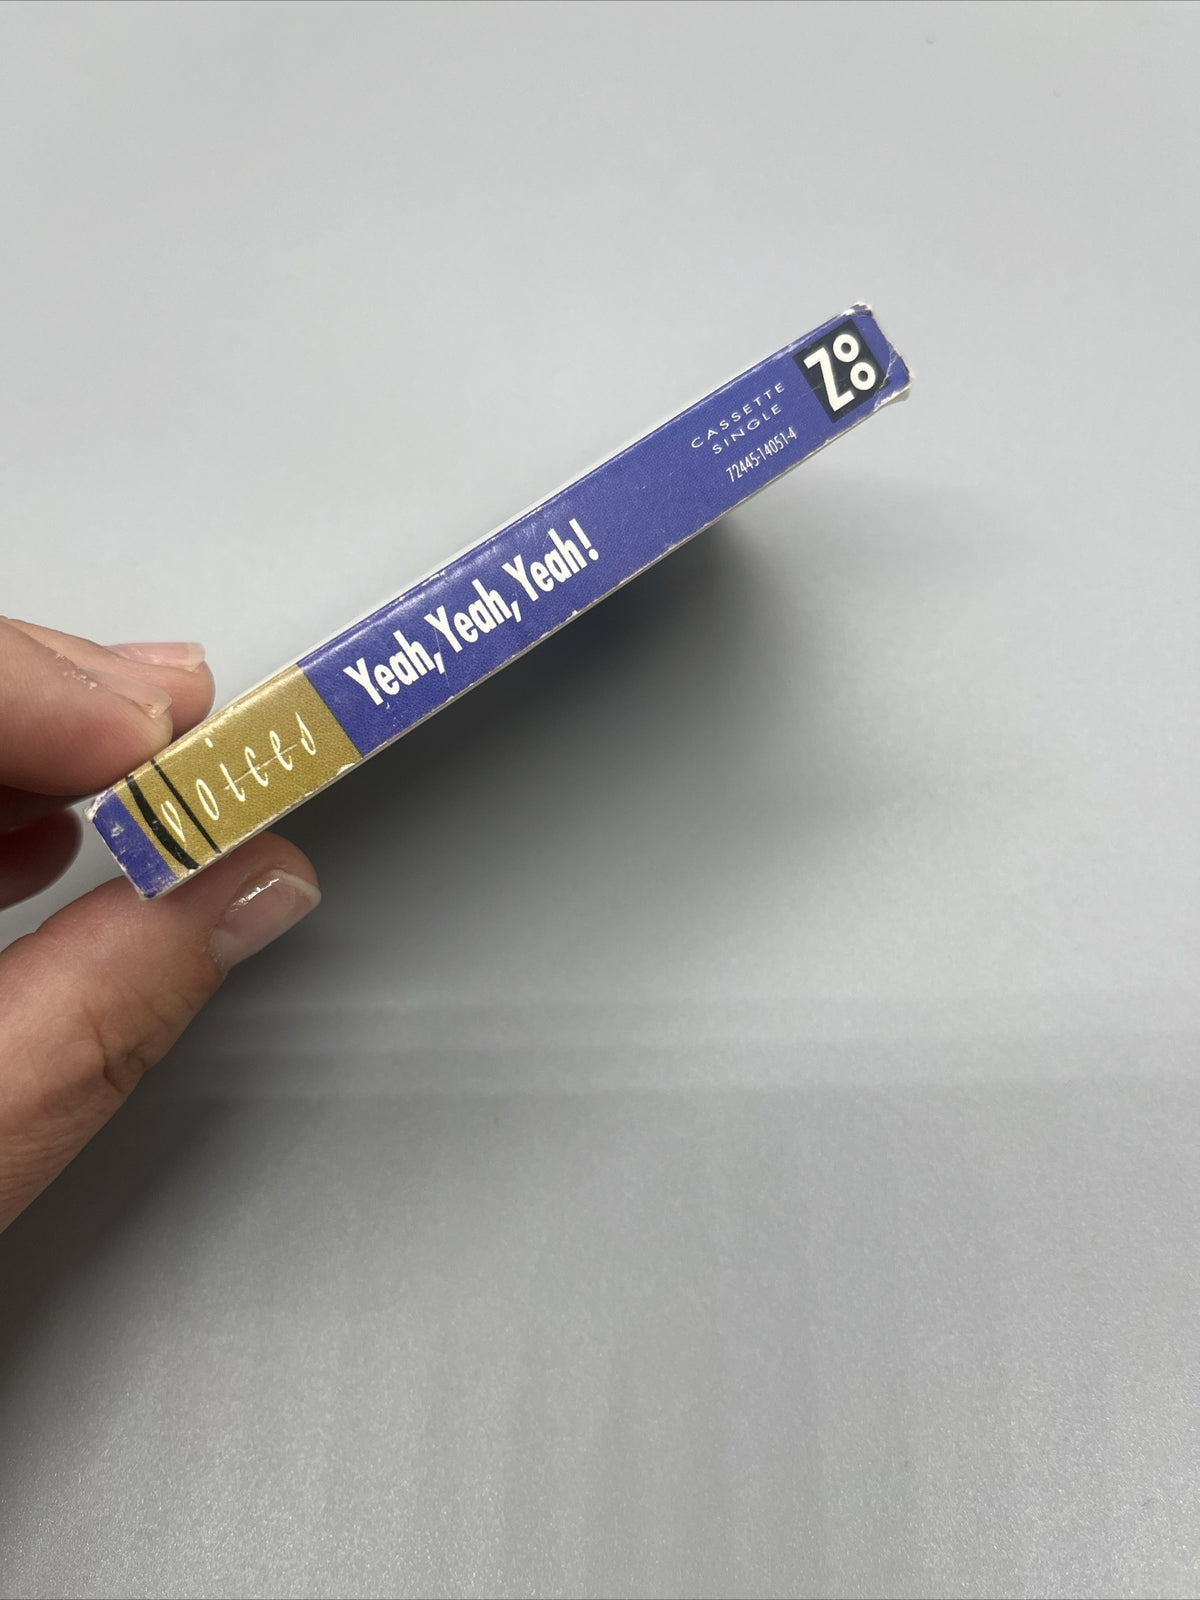 voices
Yeah, Yeah, Yeah!
CASSETTE
SINGLE
72445-14051-4
Zoo